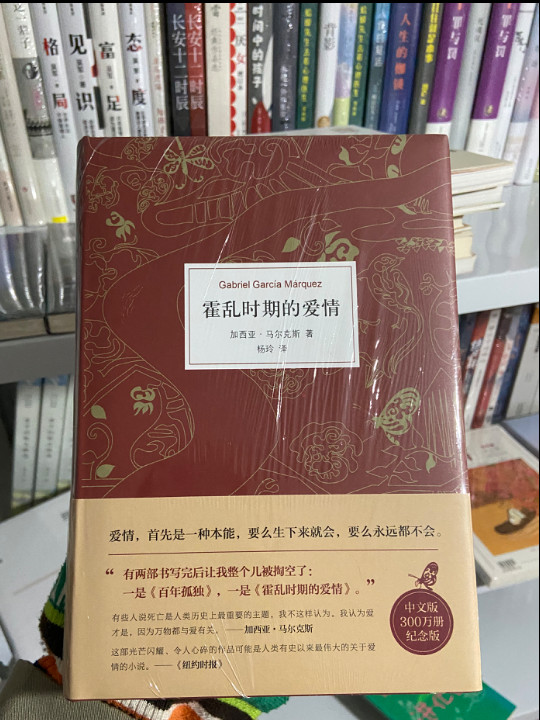 格局
见识
富足
态度
长安十二时辰
长安十二时辰
时间中的孩子
背影
人生的枷锁
罪与罚
罪与罚
Gabriel García Márquez
霍乱时期的爱情
加西亚·马尔克斯 著
杨玲 译
爱情，首先是一种本能，要么生下来就会，要么永远都不会。
“有两部书写完后让我整个儿被掏空了：
一是《百年孤独》，一是《霍乱时期的爱情》。”
有些人说死亡是人类历史上最重要的主题，我不这样认为。我认为爱
才是，因为万物都与爱有关。——加西亚·马尔克斯
这部光芒闪耀、令人心碎的作品可能是人类有史以来最伟大的关于爱
情的小说。——《纽约时报》
中文版
300万册
纪念版